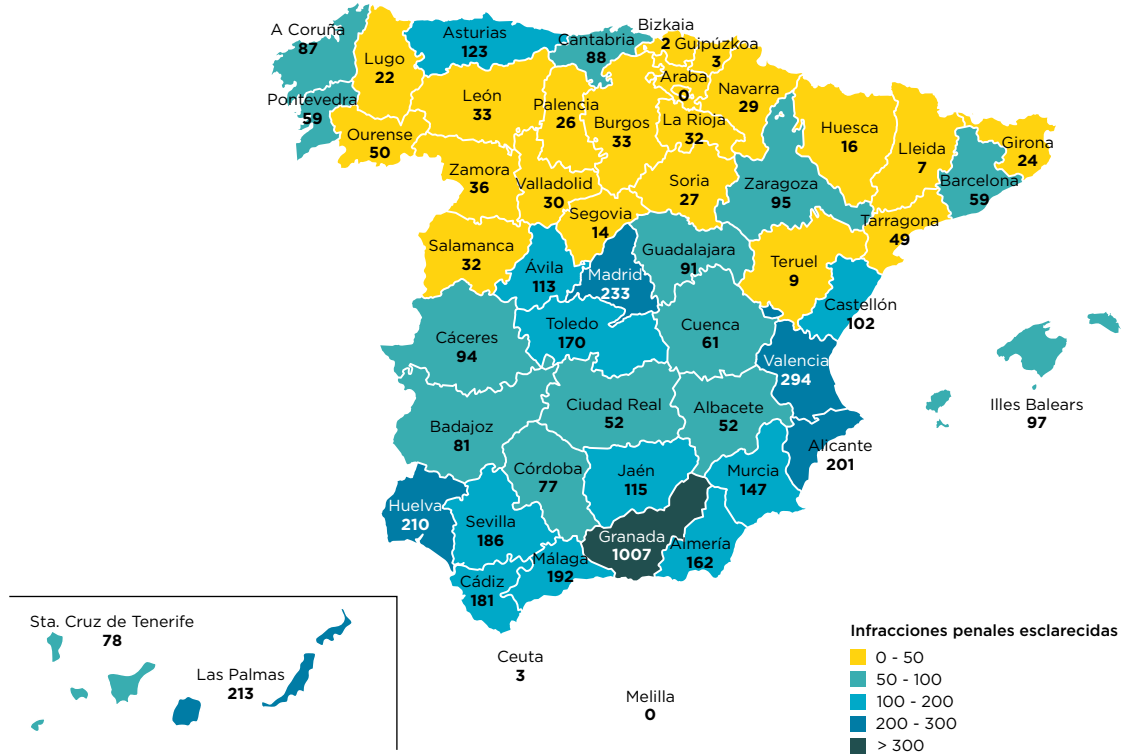 A Coruña
87
Lugo
22
Asturias
123
Cantabria
88
Bizkaia
2
Guipúzkoa
3
Araba
0
Navarra
29
Pontevedra
59
Ourense
50
León
33
Palencia
26
Burgos
33
La Rioja
32
Huesca
16
Lleida
7
Girona
24
Barcelona
59
Zamora
36
Valladolid
30
Soria
27
Zaragoza
95
Tarragona
49
Segovia
14
Salamanca
32
Ávila
113
Madrid
233
Guadalajara
91
Teruel
9
Castellón
102
Cáceres
94
Toledo
170
Cuenca
61
Valencia
294
Illes Balears
97
Badajoz
81
Ciudad Real
52
Albacete
52
Alicante
201
Córdoba
77
Jaén
115
Murcia
147
Huelva
210
Sevilla
186
Granada
1007
Almería
162
Málaga
192
Cádiz
181
Sta. Cruz de Tenerife
78
Las Palmas
213
Ceuta
3
Melilla
0
Infracciones penales esclarecidas
0 - 50
50 - 100
100 - 200
200 - 300
> 300